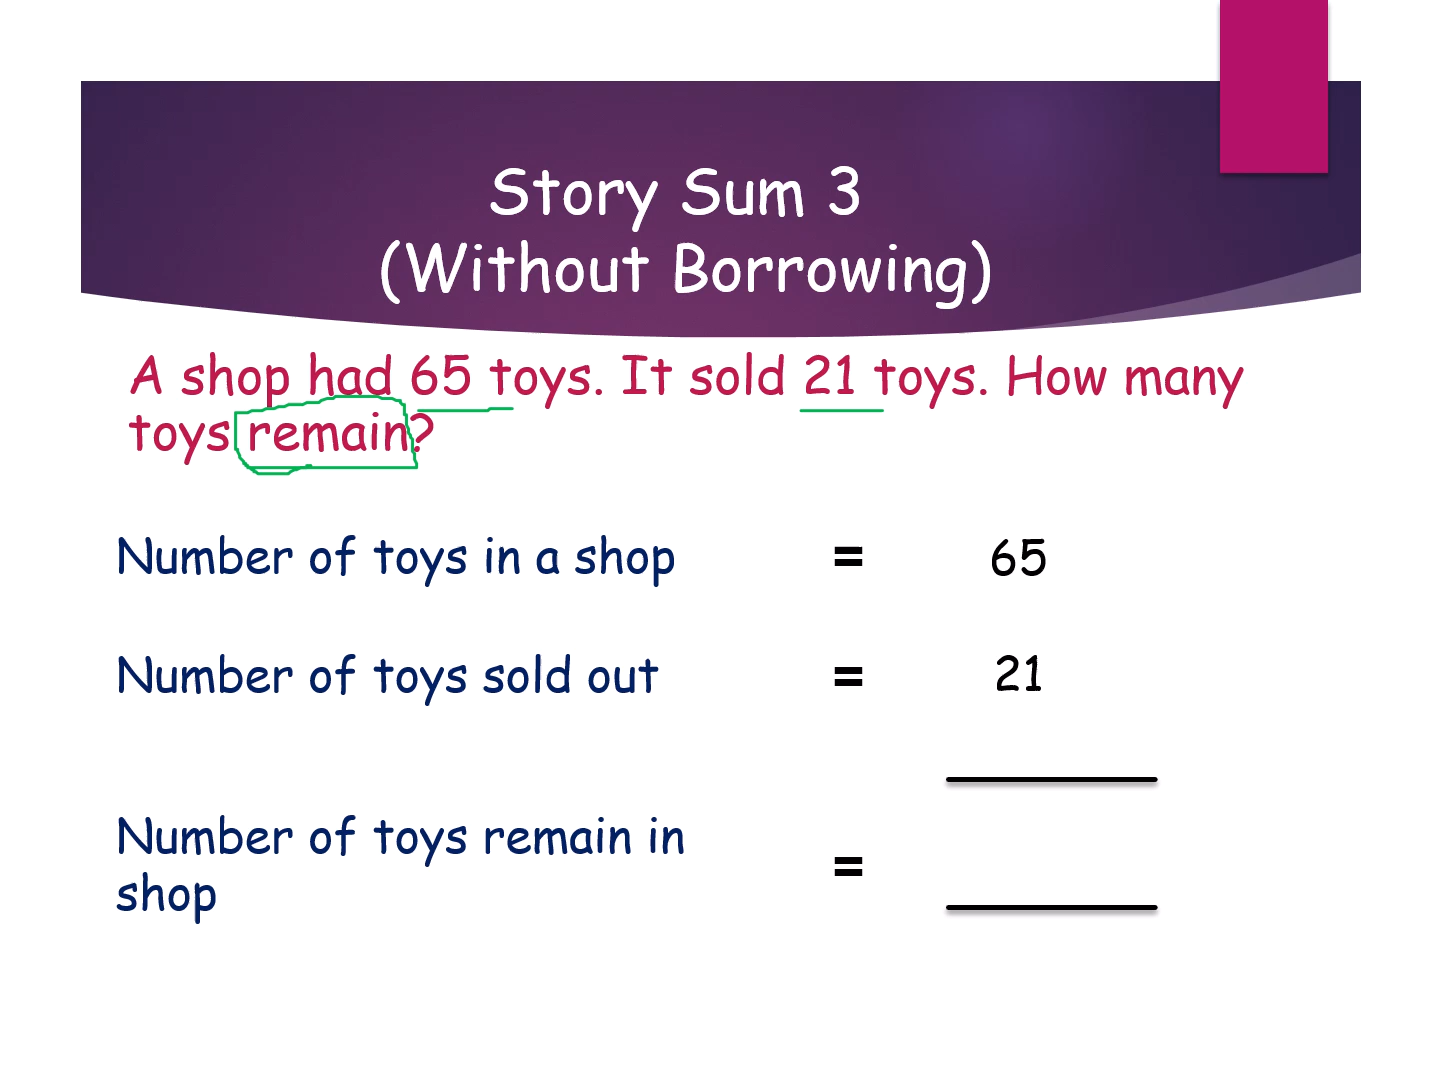 Story Sum 3
(Without Borrowing)
A shop had 65 toys. It sold 21 toys. How many
toys remain?
Number of toys in a shop = 65
Number of toys sold out = 21
Number of toys remain in
shop =